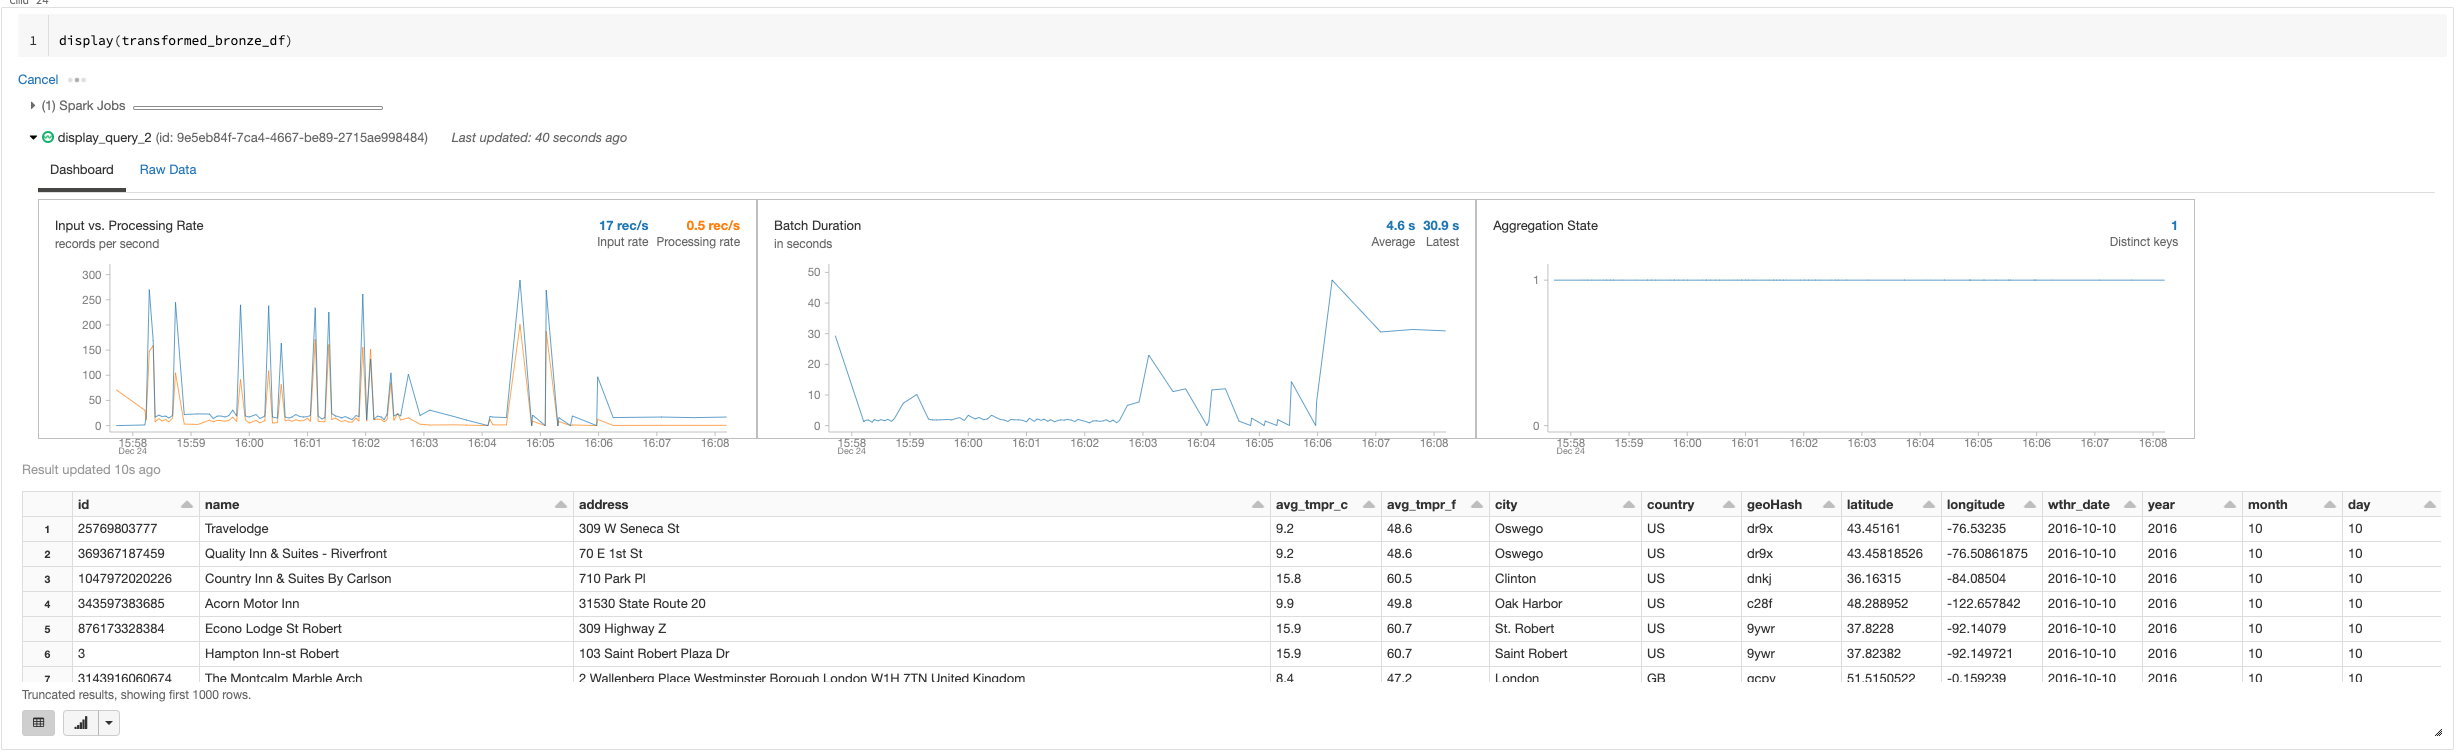 Cmd 24
1 display(transformed_bronze_df)
Cancel
(1) Spark Jobs
display_query_2 (id: 9e5eb84f-7ca4-4667-be89-2715ae998484) Last updated: 40 seconds ago
Dashboard Raw Data
Input vs. Processing Rate 17 rec/s 0.5 rec/s
records per second Input rate Processing rate
300
250
200
150
100
50
0
15:58 15:59 16:00 16:01 16:02 16:03 16:04 16:05 16:06 16:07 16:08
Dec 24
Batch Duration 4.6 s 30.9 s
in seconds Average Latest
50
40
30
20
10
0
15:58 15:59 16:00 16:01 16:02 16:03 16:04 16:05 16:06 16:07 16:08
Dec 24
Aggregation State 1
Distinct keys
1
0
15:58 15:59 16:00 16:01 16:02 16:03 16:04 16:05 16:06 16:07 16:08
Dec 24
Result updated 10s ago
id name address avg_tmpr_c avg_tmpr_f city country geoHash latitude longitude wthr_date year month day
1 25769803777 Travelodge 309 W Seneca St 9.2 48.6 Oswego US dr9x 43.45161 -76.53235 2016-10-10 2016 10 10
2 369367187459 Quality Inn & Suites - Riverfront 70 E 1st St 9.2 48.6 Oswego US dr9x 43.45818526 -76.50861875 2016-10-10 2016 10 10
3 1047972020226 Country Inn & Suites By Carlson 710 Park Pl 15.8 60.5 Clinton US dnkj 36.16315 -84.08504 2016-10-10 2016 10 10
4 343597383685 Acorn Motor Inn 31530 State Route 20 9.9 49.8 Oak Harbor US c28f 48.288952 -122.657842 2016-10-10 2016 10 10
5 876173328384 Econo Lodge St Robert 309 Highway Z 15.9 60.7 St. Robert US 9ywr 37.8228 -92.14079 2016-10-10 2016 10 10
6 3 Hampton Inn-st Robert 103 Saint Robert Plaza Dr 15.9 60.7 Saint Robert US 9ywr 37.82382 -92.149721 2016-10-10 2016 10 10
7 3143916060674 The Montcalm Marble Arch 2 Wallenberg Place Westminster Borough London W1H 7TN United Kingdom 8.4 47.2 London GB gcpv 51.5150522 -0.159239 2016-10-10 2016 10 10
Truncated results, showing first 1000 rows.